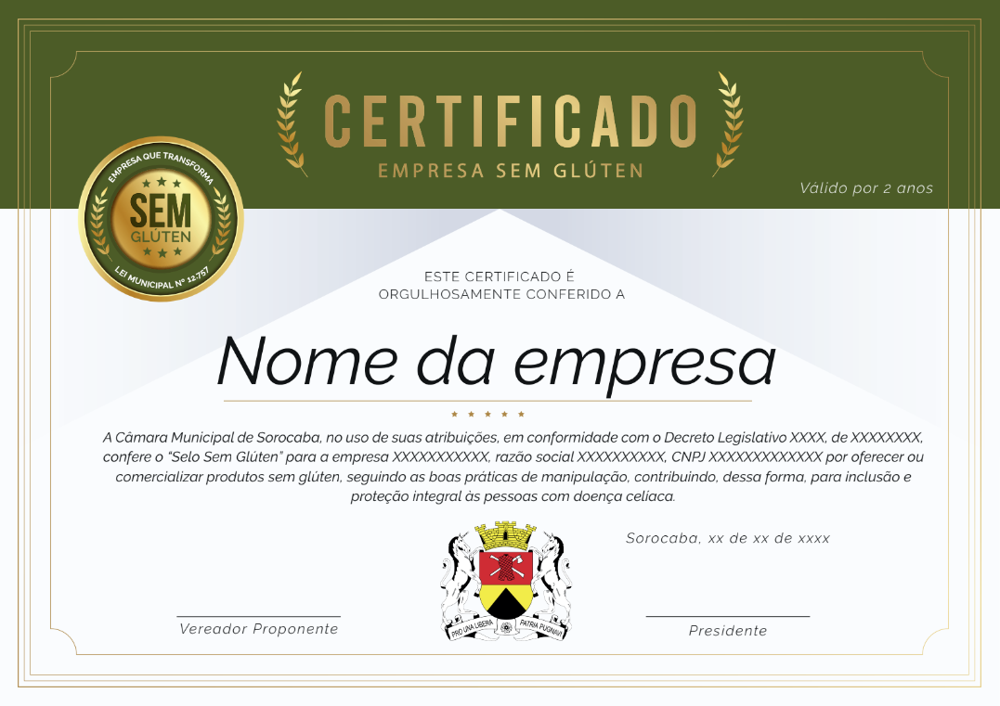 CERTIFICADO
EMPRESA SEM GLÚTEN
Válido por 2 anos
EMPRESA QUE TRANSFORMA
SEM
GLÚTEN
LEI MUNICIPAL Nº 12.757
ESTE CERTIFICADO É
ORGULHOSAMENTE CONFERIDO A
Nome da empresa
A Câmara Municipal de Sorocaba, no uso de suas atribuições, em conformidade com o Decreto Legislativo XXXX, de XXXXXXXX,
confere o “Selo Sem Glúten” para a empresa XXXXXXXXXXX, razão social XXXXXXXXXX, CNPJ XXXXXXXXXXXXX por oferecer ou
comercializar produtos sem glúten, seguindo as boas práticas de manipulação, contribuindo, dessa forma, para inclusão e
proteção integral às pessoas com doença celíaca.
Sorocaba, xx de xx de xxxx
PRO UNA LIBERA PATRIA PUGNAVI
Vereador Proponente
Presidente